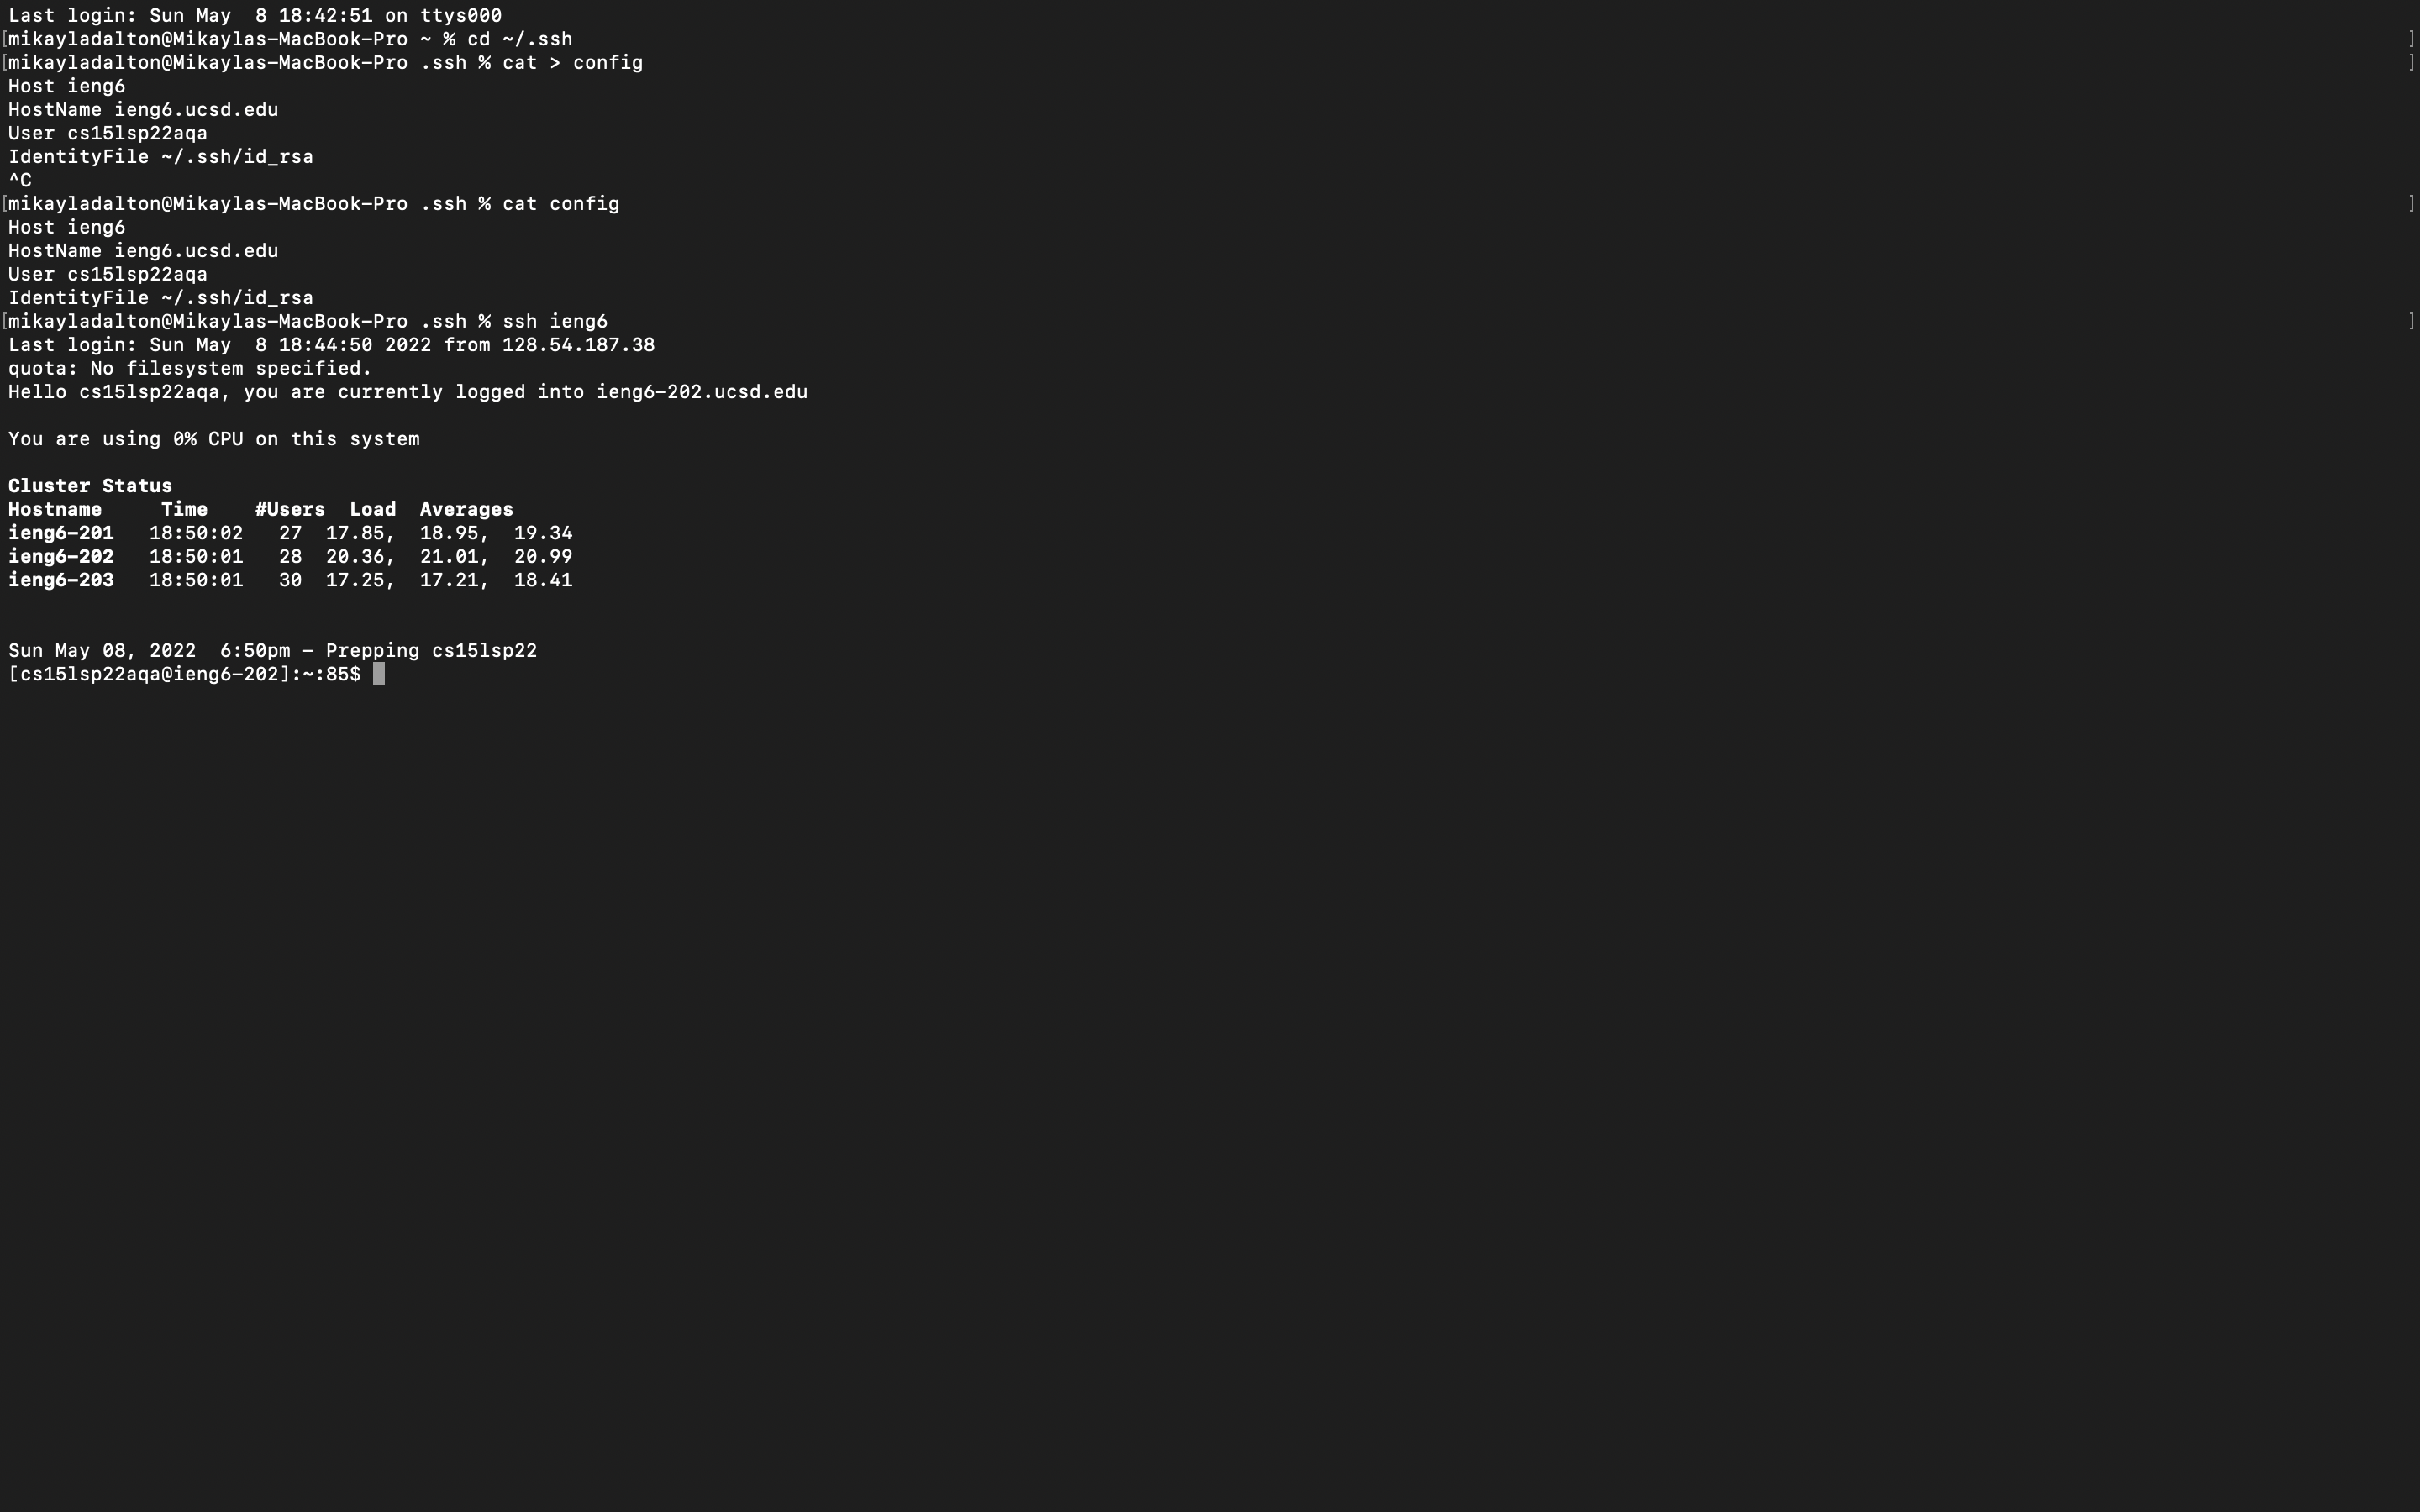 Last login: Sun May  8 18:42:51 on ttys000
[mikayladalton@Mikaylas-MacBook-Pro ~ % cd ~/.ssh ]
[mikayladalton@Mikaylas-MacBook-Pro .ssh % cat > config ]
Host ieng6
HostName ieng6.ucsd.edu
User cs15lsp22aqa
IdentityFile ~/.ssh/id_rsa
^C
[mikayladalton@Mikaylas-MacBook-Pro .ssh % cat config ]
Host ieng6
HostName ieng6.ucsd.edu
User cs15lsp22aqa
IdentityFile ~/.ssh/id_rsa
[mikayladalton@Mikaylas-MacBook-Pro .ssh % ssh ieng6 ]
Last login: Sun May  8 18:44:50 2022 from 128.54.187.38
quota: No filesystem specified.
Hello cs15lsp22aqa, you are currently logged into ieng6-202.ucsd.edu
You are using 0% CPU on this system
Cluster Status
Hostname     Time    #Users  Load  Averages
ieng6-201   18:50:02   27  17.85,  18.95,  19.34
ieng6-202   18:50:01   28  20.36,  21.01,  20.99
ieng6-203   18:50:01   30  17.25,  17.21,  18.41
Sun May 08, 2022  6:50pm - Prepping cs15lsp22
[cs15lsp22aqa@ieng6-202]:~:85$